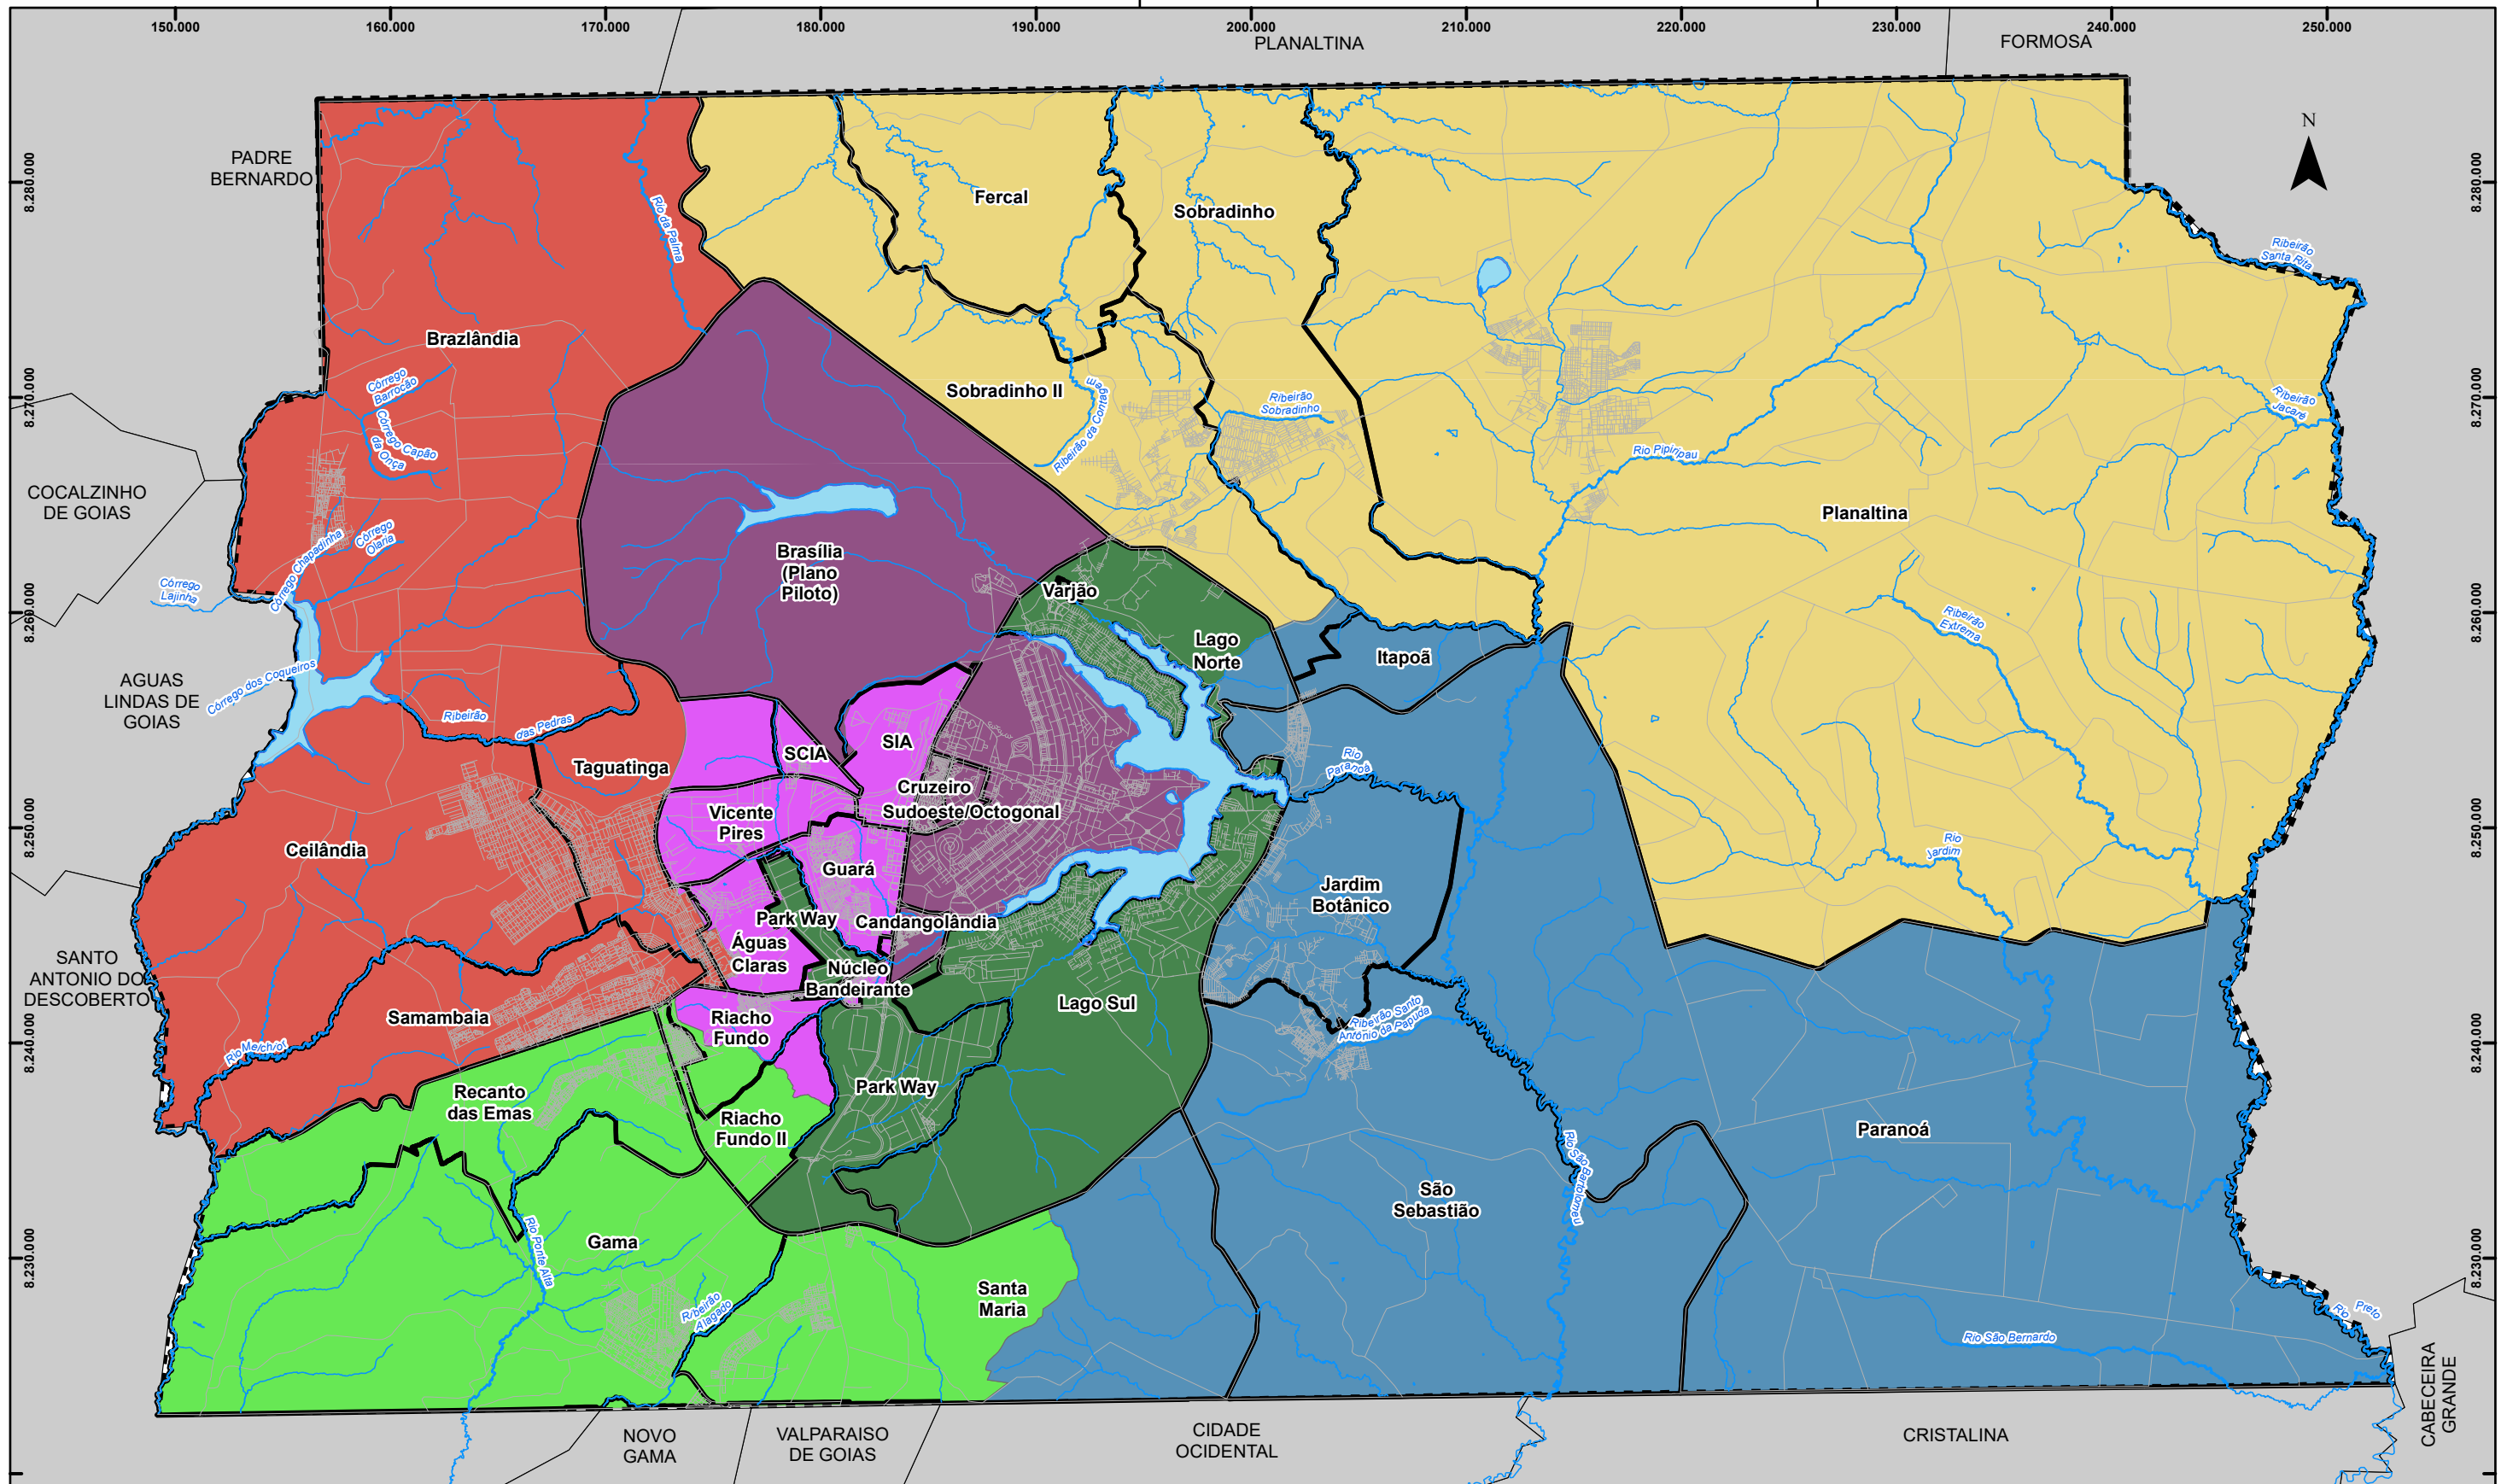 150.000
160.000
170.000
180.000
190.000
200.000
210.000
220.000
230.000
240.000
250.000
PLANALTINA
FORMOSA
N
8.280.000
8.280.000
PADRE
BERNARDO
Rio da Palma
Fercal
Sobradinho
Ribeirão
Santa Rita
Brazlândia
Córrego
Barrocão
Córrego Capão
da Onça
Sobradinho II
Ribeirão da Contagem
Ribeirão
Sobradinho
Ribeirão
Jacaré
8.270.000
8.270.000
Rio Pipiripau
COCALZINHO
DE GOIAS
Planaltina
Córrego Chapadinha
Córrego
Olaria
Brasília
(Plano
Piloto)
Varjão
Córrego
Lajinha
8.260.000
8.260.000
Ribeirão
Extrema
Lago
Norte
Itapoã
AGUAS
LINDAS DE
GOIAS
Córrego dos Coqueiros
Ribeirão
das Pedras
SCIA
SIA
Taguatinga
Rio
Paranoá
Cruzeiro
Sudoeste/Octogonal
Vicente
Pires
8.250.000
8.250.000
Ceilândia
Rio
Jardim
Guará
Jardim
Botânico
Park Way
Candangolândia
Águas
Claras
Núcleo
Bandeirante
SANTO
ANTONIO DO
DESCOBERTO
Lago Sul
Samambaia
Riacho
Fundo
Ribeirão Santo
Antônio da Papuda
8.240.000
8.240.000
Rio Melchior
Recanto
das Emas
Park Way
Riacho
Fundo II
Paranoá
Rio São Bartolomeu
São
Sebastião
Gama
Rio Ponte Alta
8.230.000
8.230.000
Santa
Maria
Ribeirão
Alagado
Rio
Preto
Rio São Bernardo
NOVO
GAMA
VALPARAISO
DE GOIAS
CIDADE
OCIDENTAL
CRISTALINA
CABECEIRA
GRANDE